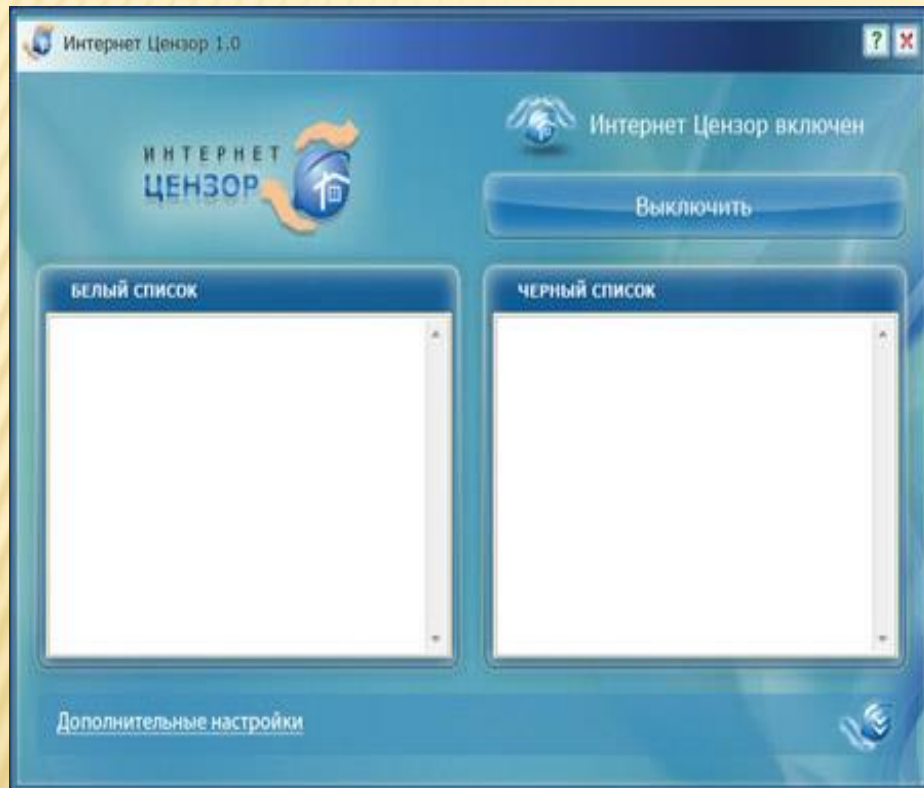 Интернет Цензор 1.0
? X
ИНТЕРНЕТ
ЦЕНЗОР
Интернет Цензор включен
Выключить
БЕЛЫЙ СПИСОК
ЧЕРНЫЙ СПИСОК
Дополнительные настройки